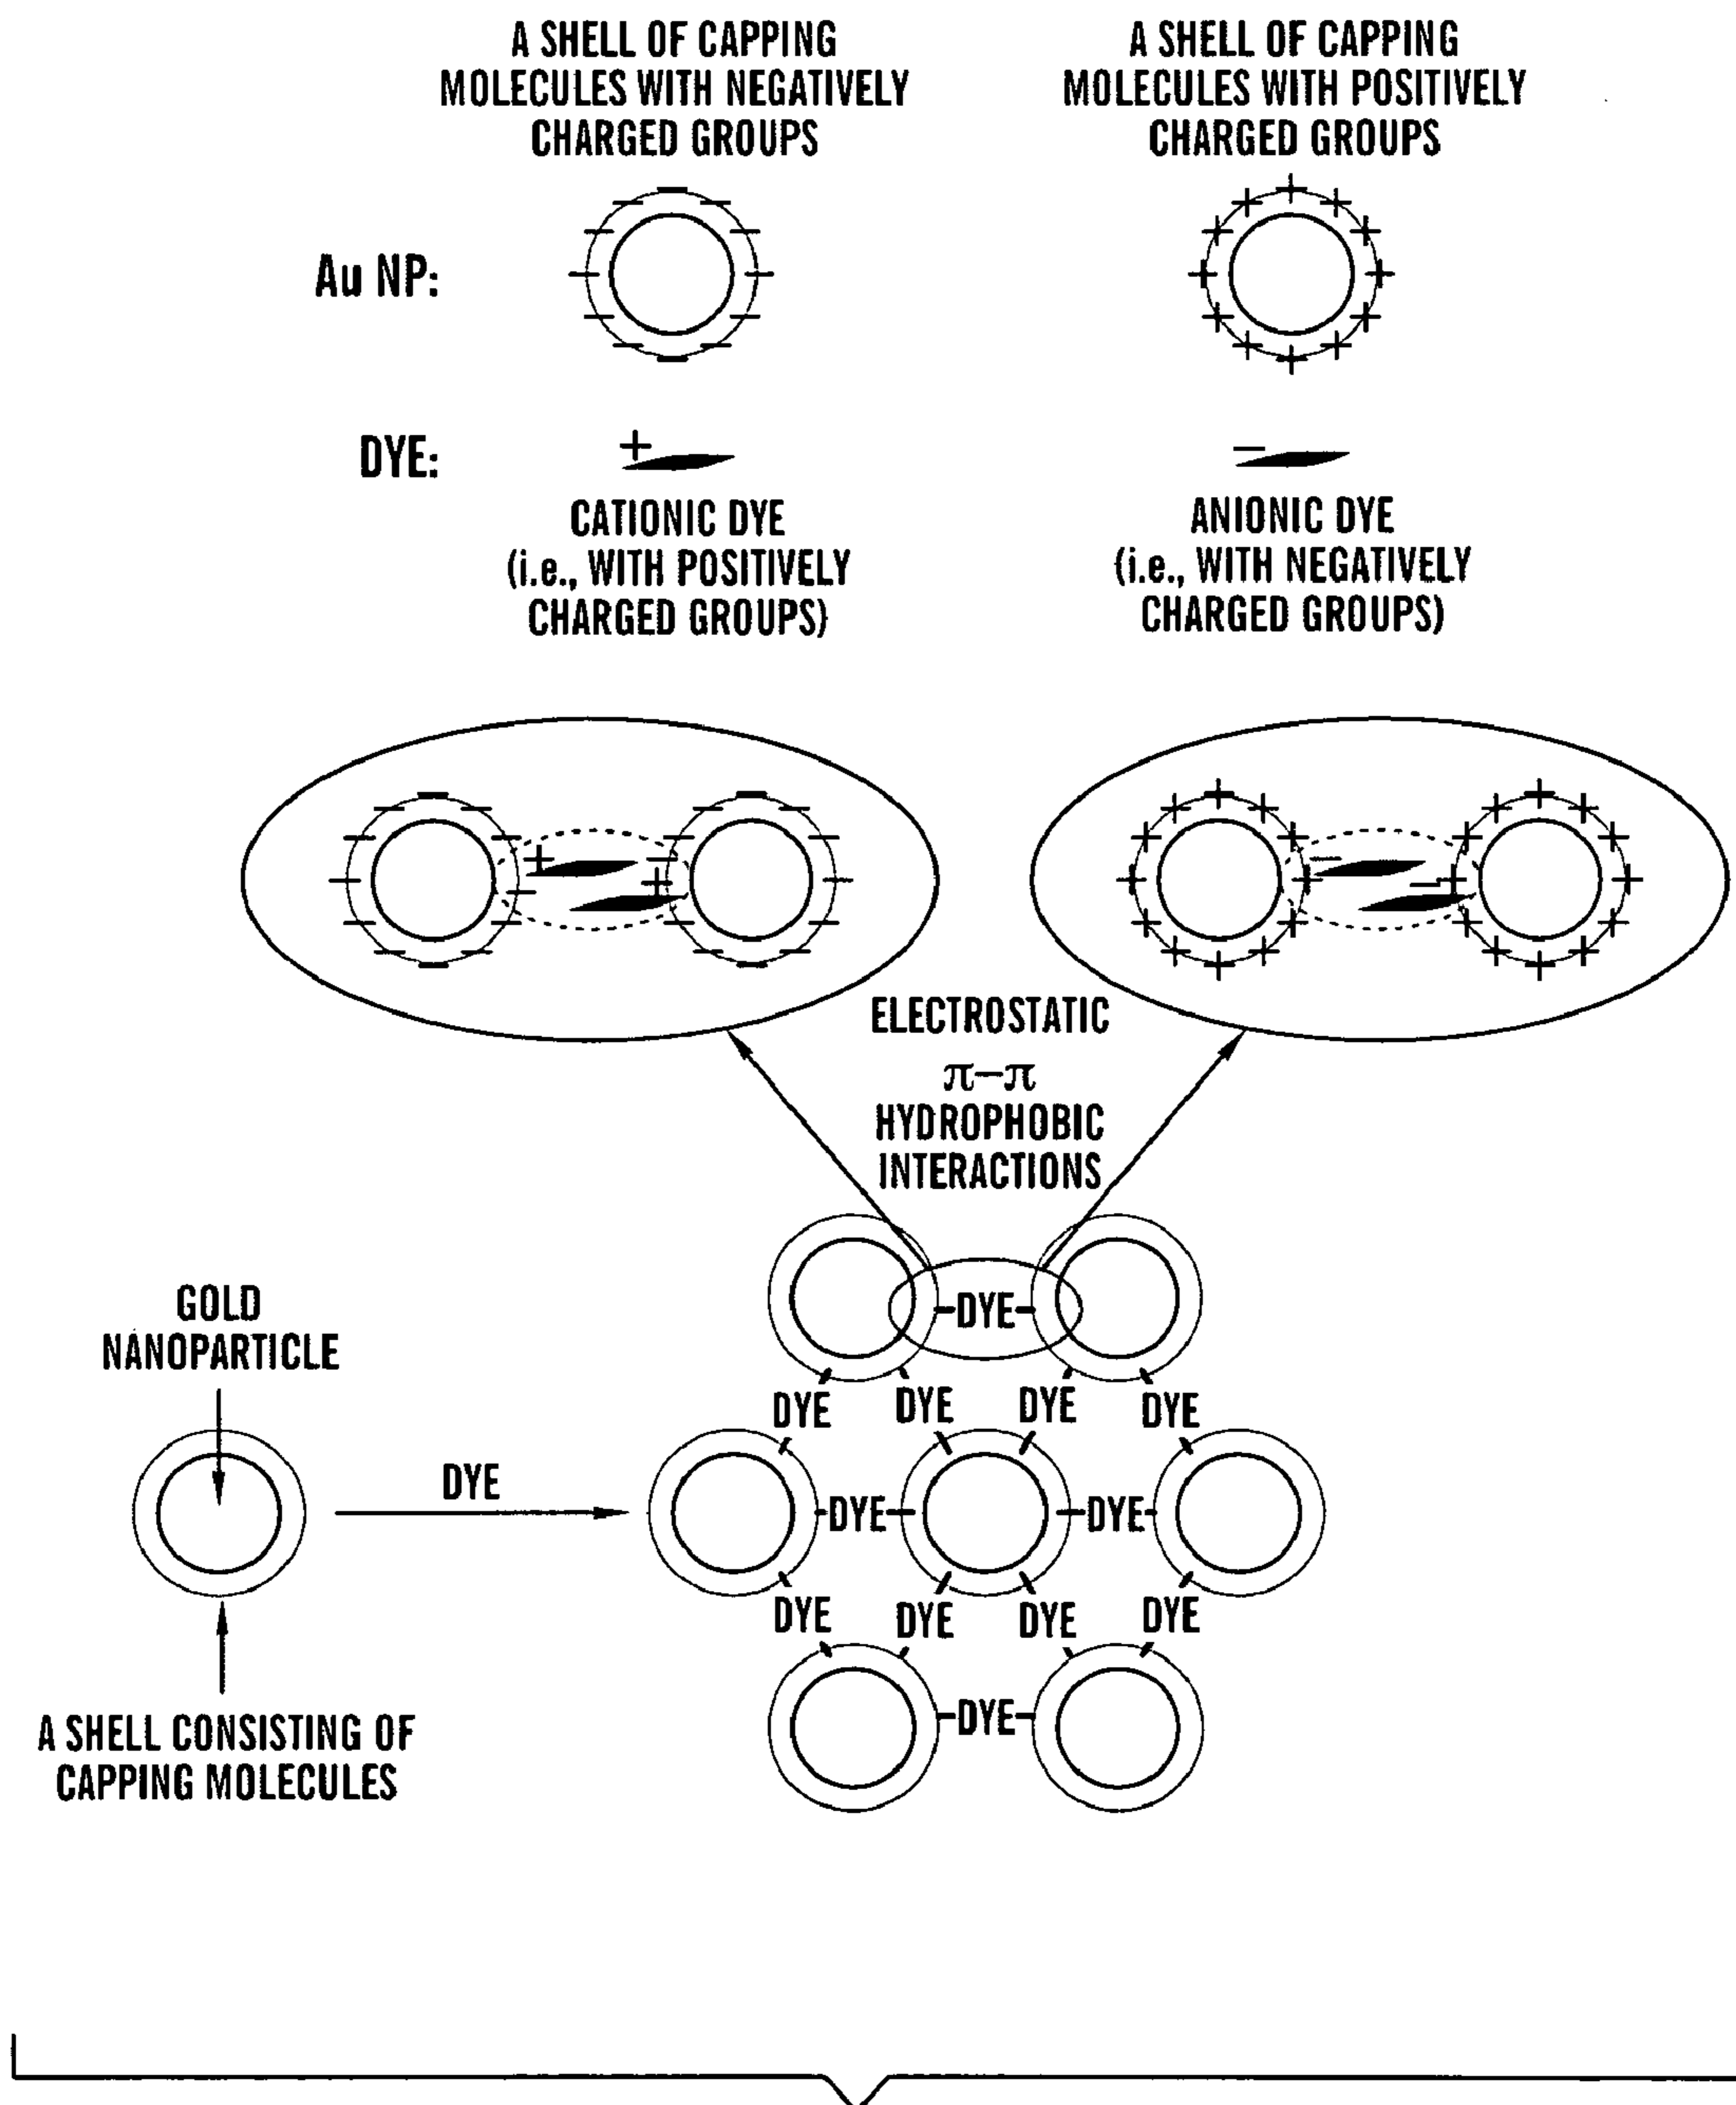 A SHELL OF CAPPING
MOLECULES WITH NEGATIVELY
CHARGED GROUPS
A SHELL OF CAPPING
MOLECULES WITH POSITIVELY
CHARGED GROUPS
Au NP:
DYE:
+
CATIONIC DYE
(i.e., WITH POSITIVELY
CHARGED GROUPS)
−
ANIONIC DYE
(i.e., WITH NEGATIVELY
CHARGED GROUPS)
ELECTROSTATIC
π–π
HYDROPHOBIC
INTERACTIONS
GOLD
NANOPARTICLE
DYE
A SHELL CONSISTING OF
CAPPING MOLECULES
-DYE-
DYE DYE DYE DYE
-DYE- -DYE-
DYE DYE DYE DYE
-DYE-